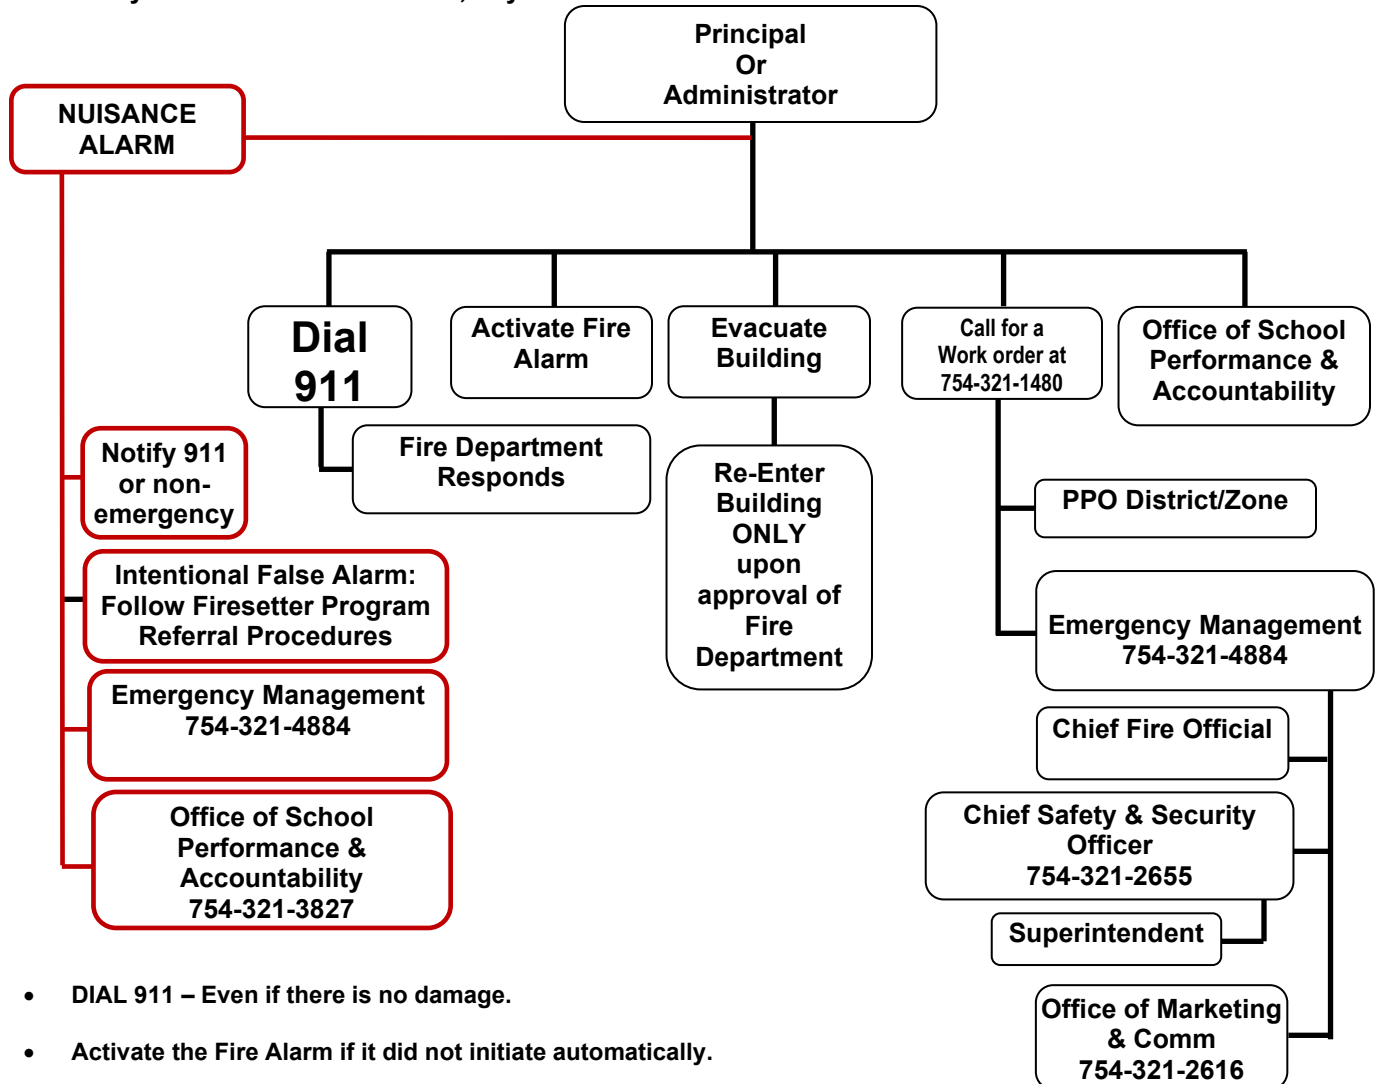 Principal
Or
Administrator
NUISANCE
ALARM
Dial
911
Activate Fire
Alarm
Evacuate
Building
Call for a
Work order at
754-321-1480
Office of School
Performance &
Accountability
Fire Department
Responds
Re-Enter
Building
ONLY
upon
approval of
Fire
Department
Notify 911
or non-
emergency
Intentional False Alarm:
Follow Firesetter Program
Referral Procedures
Emergency Management
754-321-4884
Office of School
Performance &
Accountability
754-321-3827
PPO District/Zone
Emergency Management
754-321-4884
Chief Fire Official
Chief Safety & Security
Officer
754-321-2655
Superintendent
Office of Marketing
& Comm
754-321-2616
• DIAL 911 – Even if there is no damage.
• Activate the Fire Alarm if it did not initiate automatically.